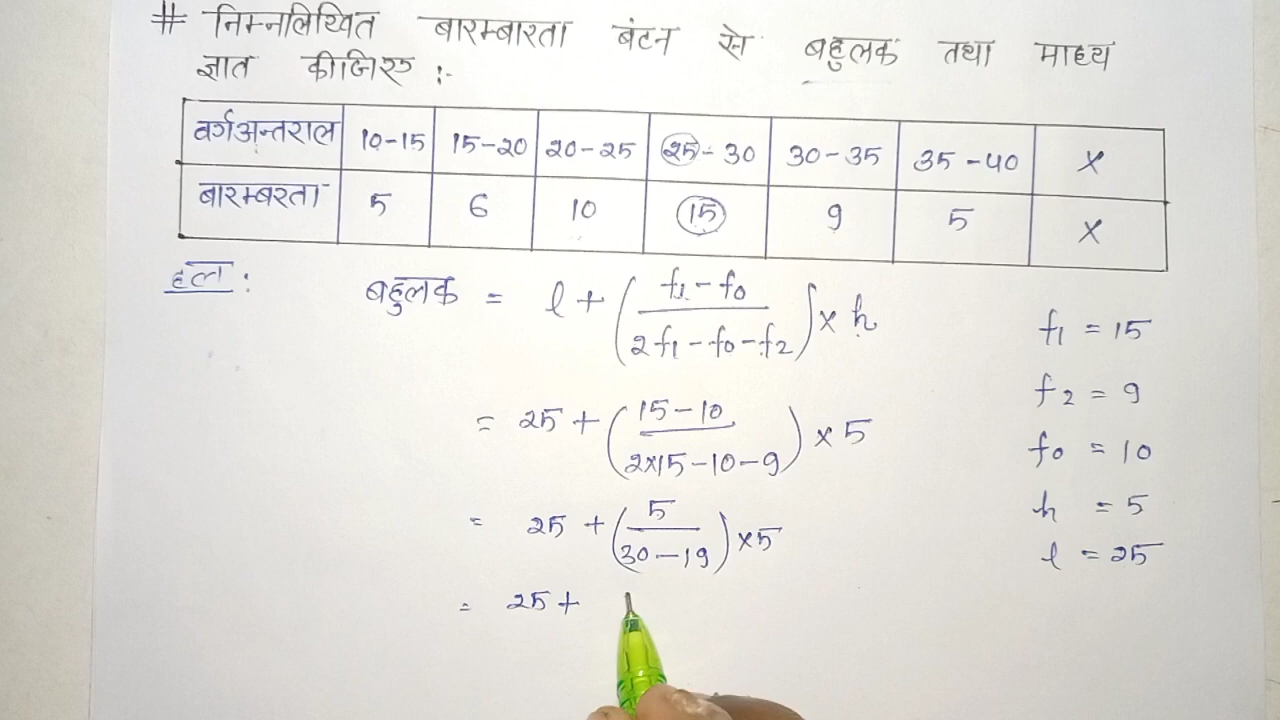 # निम्नलिखित बारम्बारता बंटन से बहुलक तथा माध्य
ज्ञात कीजिए :-
वर्गअन्तराल 10-15 15-20 20-25 25-30 30-35 35-40 x
बारम्बरता 5 6 10 15 9 5 x
हल :
बहुलक = l + (f1 - f0 / 2f1 - f0 - f2) × h
= 25 + (15-10 / 2×15-10-9) × 5
= 25 + (5 / 30-19) × 5
= 25 +
f1 = 15
f2 = 9
f0 = 10
h = 5
l = 25